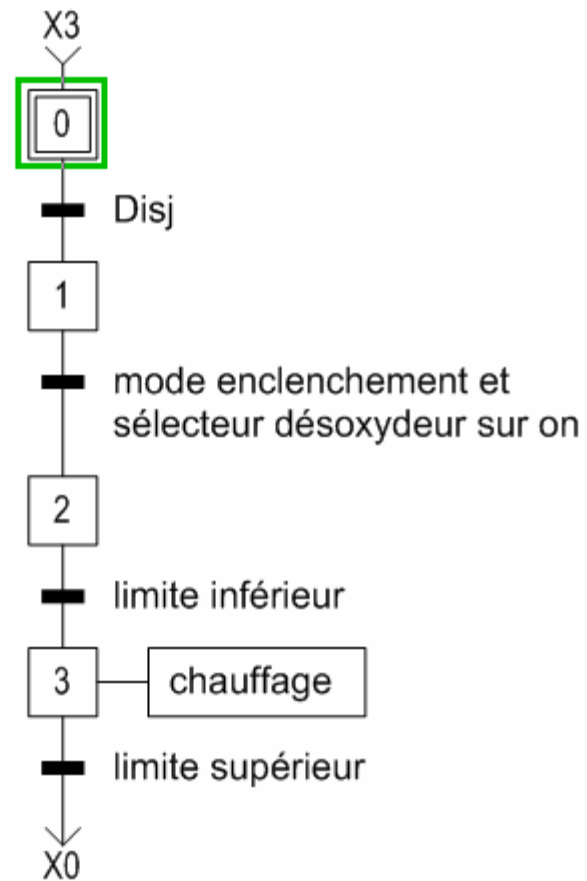 X3
0
Disj
1
mode enclenchement et
sélecteur désoxydeur sur on
2
limite inférieur
3
chauffage
limite supérieur
X0